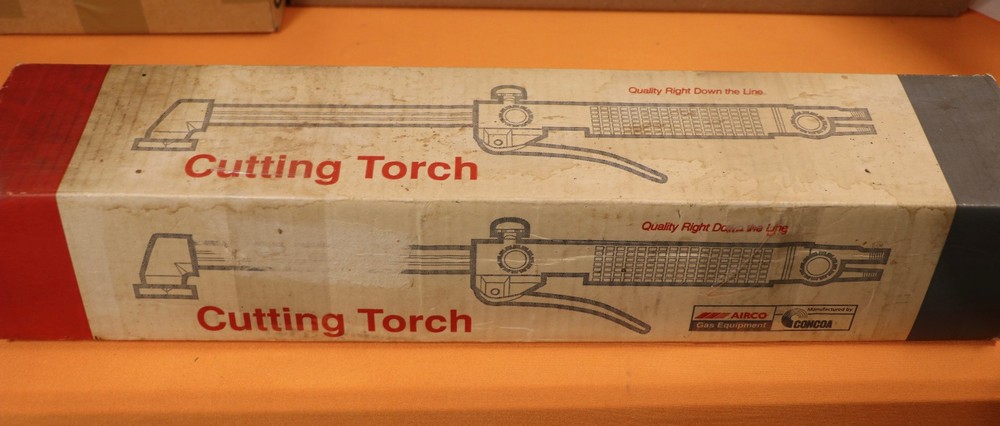 Quality Right Down the Line.
Cutting Torch
Quality Right Down the Line
Cutting Torch
AIRCO
Gas Equipment
Manufactured by
CONCOA